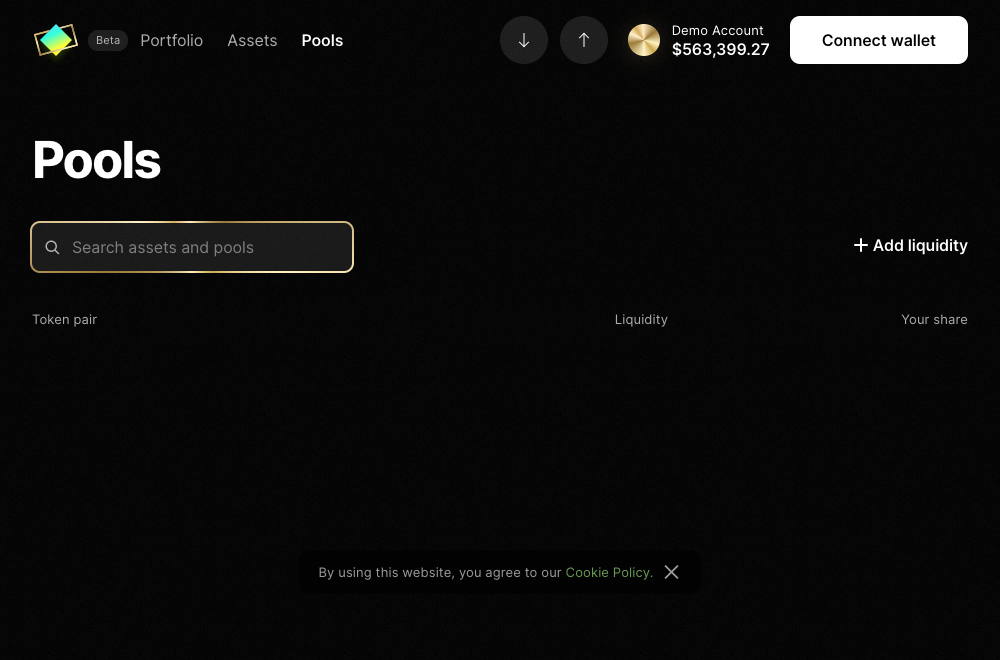 Beta
Portfolio
Assets
Pools
Demo Account
$563,399.27
Connect wallet
Pools
Search assets and pools
Add liquidity
Token pair
Liquidity
Your share
By using this website, you agree to our Cookie Policy.